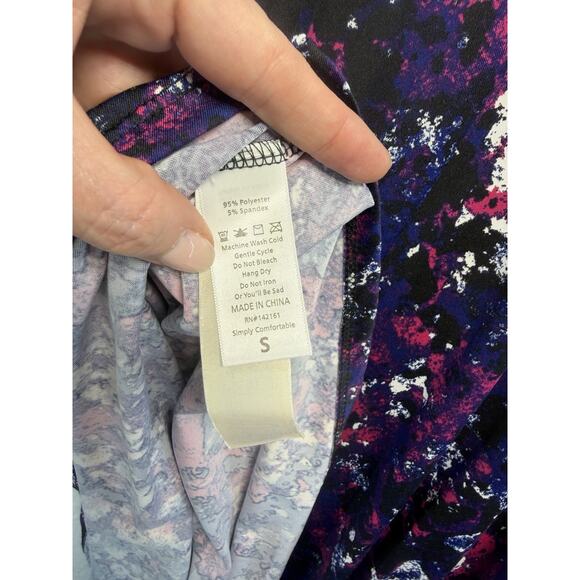 95% Polyester
5% Spandex
Machine Wash Cold
Gentle Cycle
Do Not Bleach
Hang Dry
Do Not Iron
Or You'll Be Sad
MADE IN CHINA
RN#142161
Simply Comfortable
S